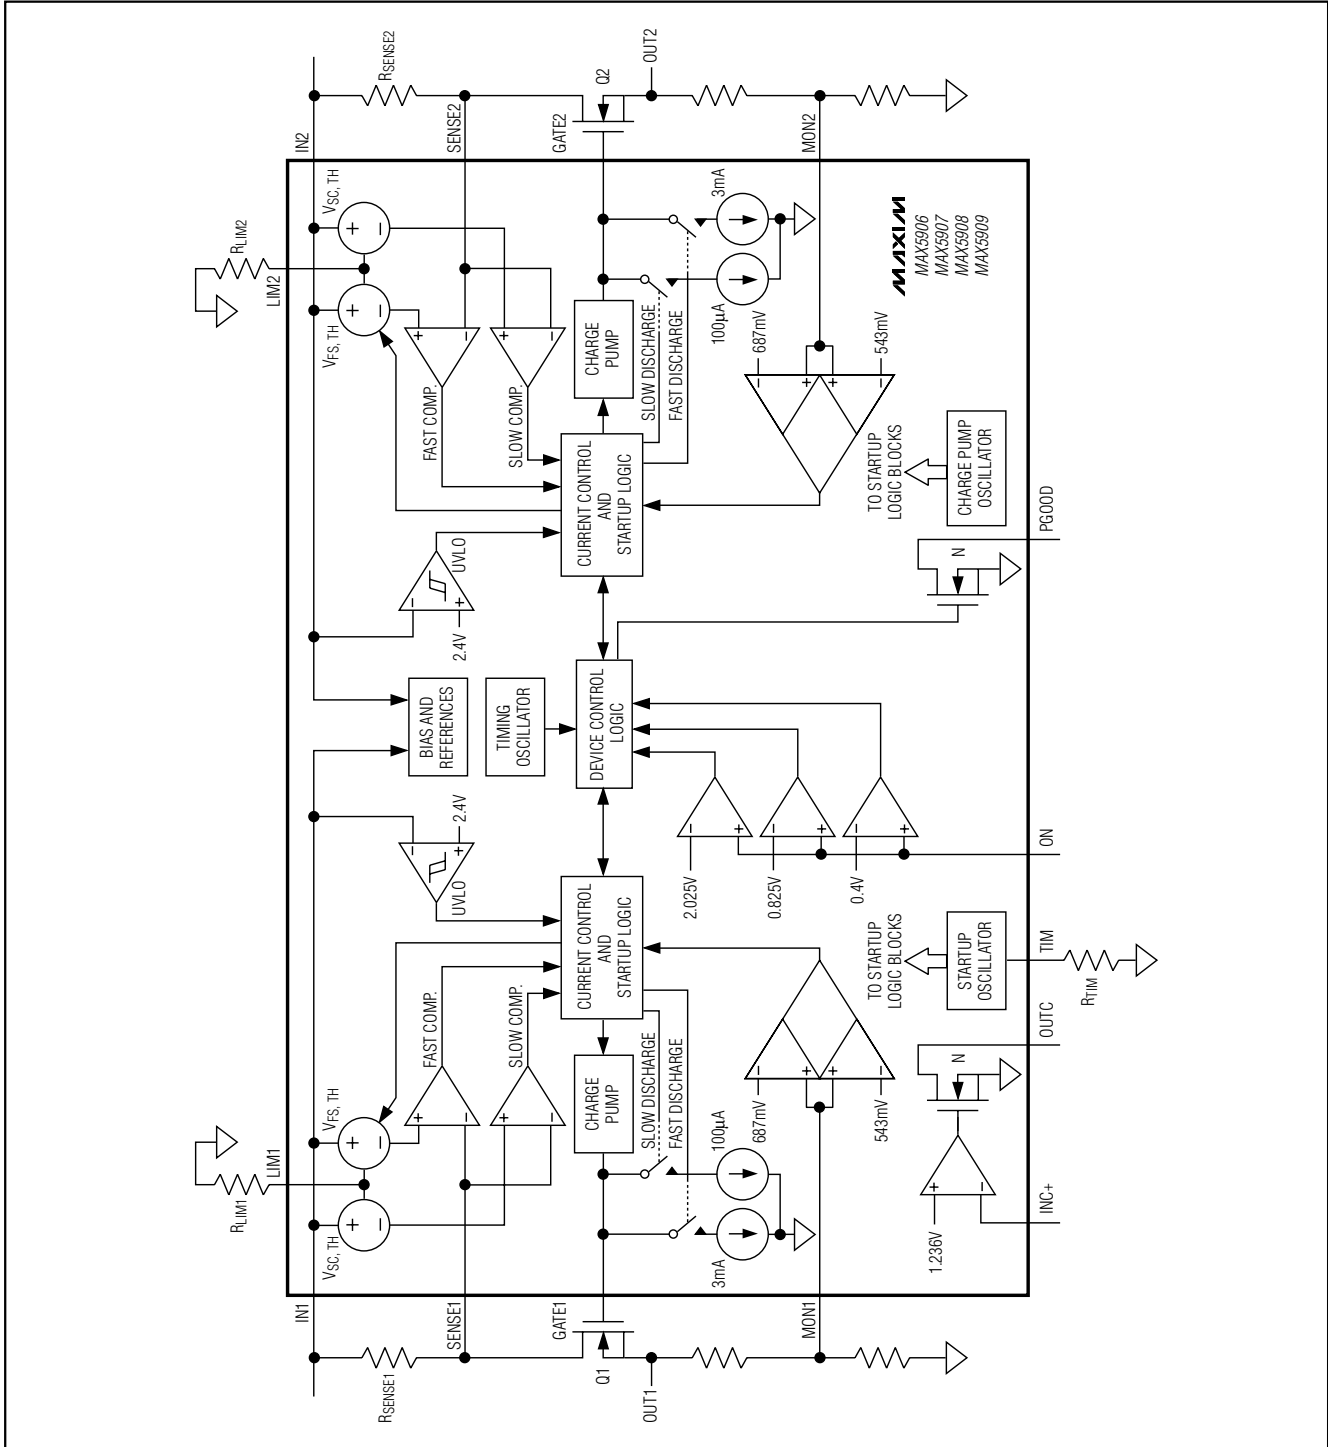 RSENSE2
OUT2
Q2
IN2
SENSE2
GATE2
MON2
RLIM2
LIM2
VSC, TH
VFS, TH
+
−
+
−
+
−
+
−
FAST COMP.
SLOW COMP.
CHARGE
PUMP
SLOW DISCHARGE
FAST DISCHARGE
3mA
100µA
687mV
543mV
−
+
+
−
MAXIM
MAX5906
MAX5907
MAX5908
MAX5909
UVLO
−
+
2.4V
CURRENT CONTROL
AND
STARTUP LOGIC
TO STARTUP
LOGIC BLOCKS
CHARGE PUMP
OSCILLATOR
PGOOD
N
BIAS AND
REFERENCES
TIMING
OSCILLATOR
DEVICE CONTROL
LOGIC
2.4V
−
+
UVLO
−
+
−
+
−
+
2.025V
0.825V
0.4V
ON
CURRENT CONTROL
AND
STARTUP LOGIC
TO STARTUP
LOGIC BLOCKS
STARTUP
OSCILLATOR
TIM
RTIM
FAST COMP.
SLOW COMP.
+
−
+
−
CHARGE
PUMP
SLOW DISCHARGE
FAST DISCHARGE
100µA
3mA
687mV
543mV
−
+
+
−
OUTC
N
+
−
1.236V
INC+
VFS, TH
VSC, TH
+
−
+
−
LIM1
RLIM1
IN1
SENSE1
GATE1
MON1
RSENSE1
Q1
OUT1